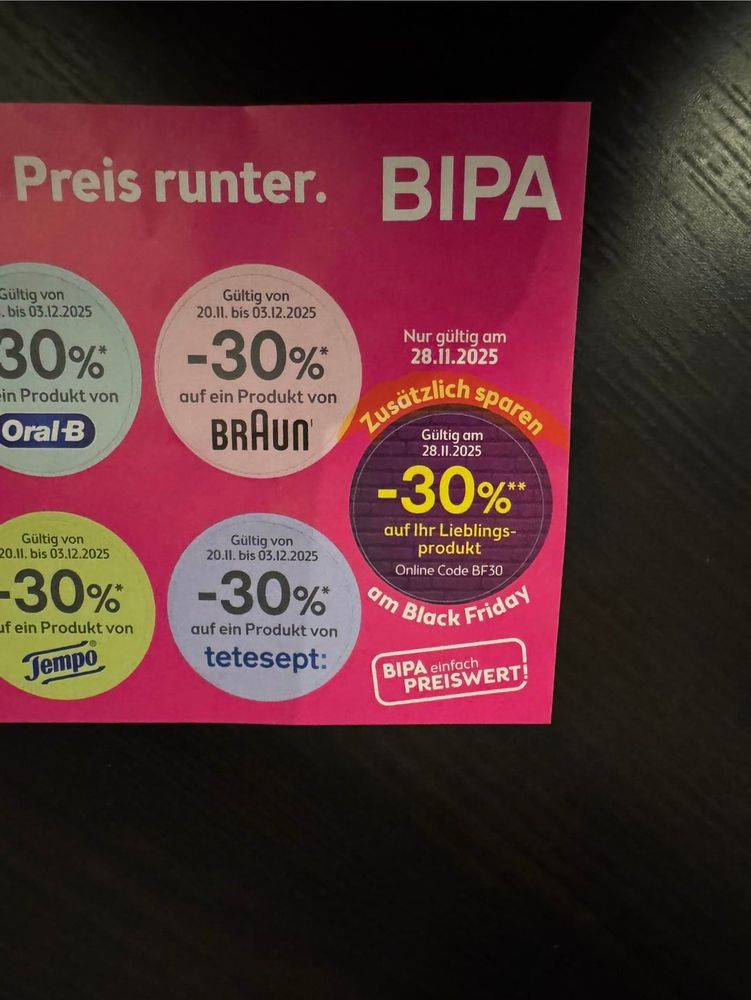 . Preis runter.
BIPA
Gültig von
. bis 03.12.2025
30%*
ein Produkt von
Oral-B
Gültig von
20.11. bis 03.12.2025
-30%*
auf ein Produkt von
BRAUN
Nur gültig am
28.11.2025
Zusätzlich sparen
Gültig am
28.11.2025
-30%**
auf Ihr Lieblings-
produkt
Online Code BF30
am Black Friday
Gültig von
20.11. bis 03.12.2025
-30%*
uf ein Produkt von
Tempo®
Gültig von
20.11. bis 03.12.2025
-30%*
auf ein Produkt von
tetesept:
BIPA einfach
PREISWERT!